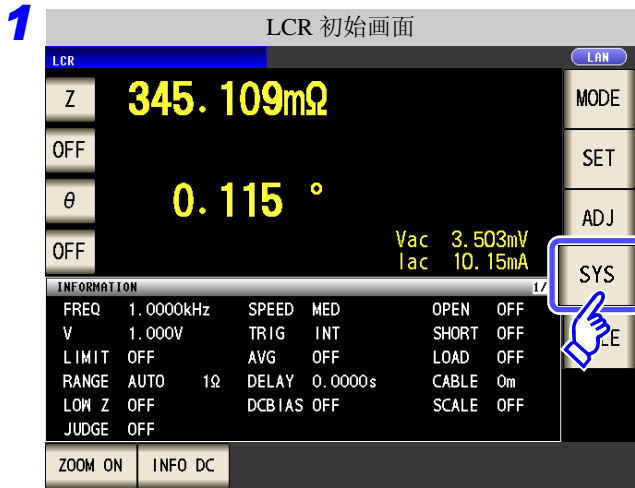 1
LCR 初始画面
LCR
LAN
Z 345.109mΩ
MODE
OFF
SET
θ 0.115 °
ADJ
OFF
Vac 3.503mV
Iac 10.15mA
SYS
INFORMATION 1/
FREQ 1.0000kHz SPEED MED OPEN OFF
V 1.000V TRIG INT SHORT OFF
LIMIT OFF AVG OFF LOAD OFF
RANGE AUTO 1Ω DELAY 0.0000s CABLE 0m
LOW Z OFF DCBIAS OFF SCALE OFF
JUDGE OFF
ZOOM ON INFO DC